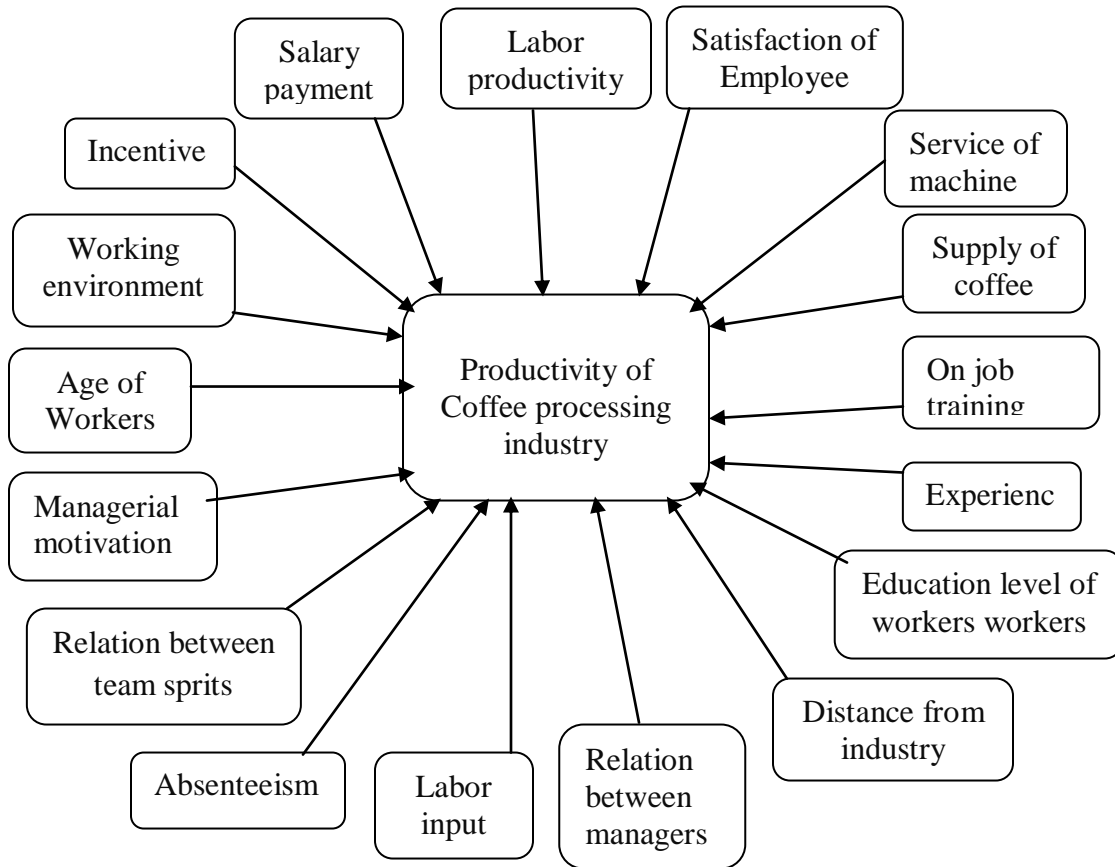 Salary
payment
Labor
productivity
Satisfaction of
Employee
Incentive
Service of
machine
Working
environment
Supply of
coffee
Age of
Workers
Productivity of
Coffee processing
industry
On job
training
Managerial
motivation
Experienc
Education level of
workers workers
Relation between
team sprits
Distance from
industry
Absenteeism
Labor
input
Relation
between
managers